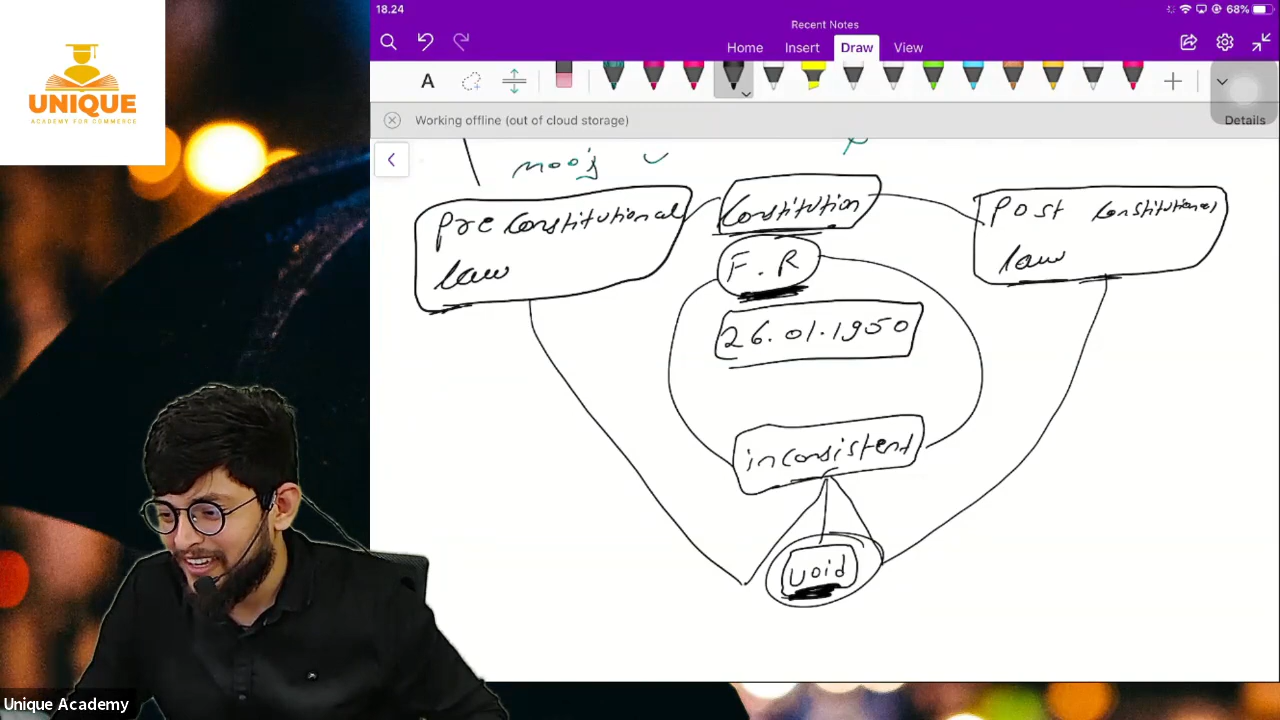 UNIQUE
ACADEMY FOR COMMERCE
18.24
68%
Recent Notes
Home Insert Draw View
A
Working offline (out of cloud storage)
Details
Pre constitutional
law
Constitution
F.R
26.01.1950
Post constitutional
law
inconsistent
void
Unique Academy